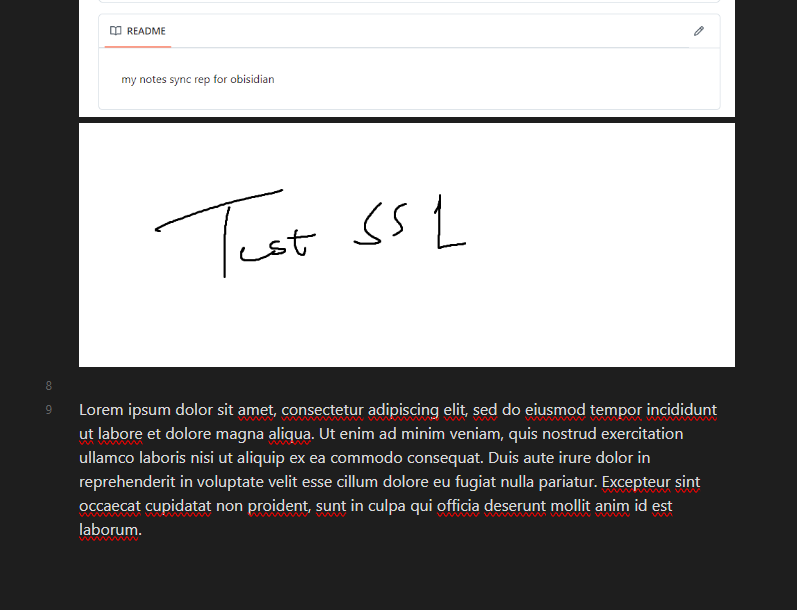 README
my notes sync rep for obisidian
Test SSL
8
9
Lorem ipsum dolor sit amet, consectetur adipiscing elit, sed do eiusmod tempor incididunt
ut labore et dolore magna aliqua. Ut enim ad minim veniam, quis nostrud exercitation
ullamco laboris nisi ut aliquip ex ea commodo consequat. Duis aute irure dolor in
reprehenderit in voluptate velit esse cillum dolore eu fugiat nulla pariatur. Excepteur sint
occaecat cupidatat non proident, sunt in culpa qui officia deserunt mollit anim id est
laborum.